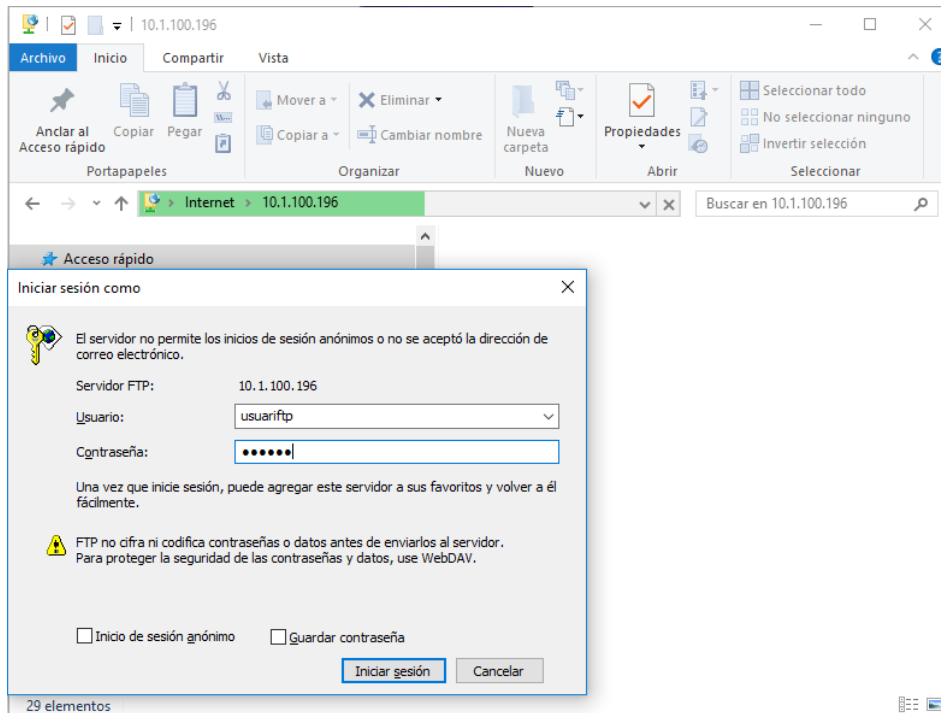 10.1.100.196
Archivo Inicio Compartir Vista
Anclar al
Acceso rápido
Copiar
Pegar
Portapapeles
Mover a
Copiar a
Eliminar
Cambiar nombre
Organizar
Nueva
carpeta
Nuevo
Propiedades
Abrir
Seleccionar todo
No seleccionar ninguno
Invertir selección
Seleccionar
Internet > 10.1.100.196
Buscar en 10.1.100.196
Acceso rápido
Iniciar sesión como
El servidor no permite los inicios de sesión anónimos o no se aceptó la dirección de
correo electrónico.
Servidor FTP: 10.1.100.196
Usuario: usuariftp
Contraseña: ••••••
Una vez que inicie sesión, puede agregar este servidor a sus favoritos y volver a él
fácilmente.
FTP no cifra ni codifica contraseñas o datos antes de enviarlos al servidor.
Para proteger la seguridad de las contraseñas y datos, use WebDAV.
Inicio de sesión anónimo Guardar contraseña
Iniciar sesión Cancelar
29 elementos